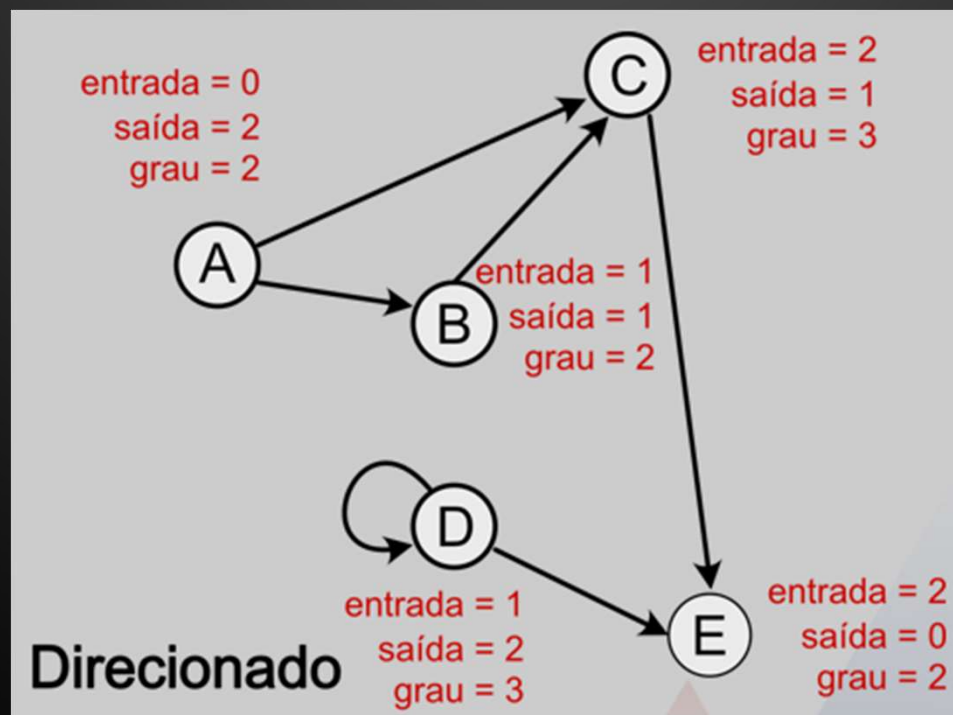 entrada = 0
saída = 2
grau = 2
C
entrada = 2
saída = 1
grau = 3
A
B
entrada = 1
saída = 1
grau = 2
D
entrada = 1
saída = 2
grau = 3
E
entrada = 2
saída = 0
grau = 2
Direcionado